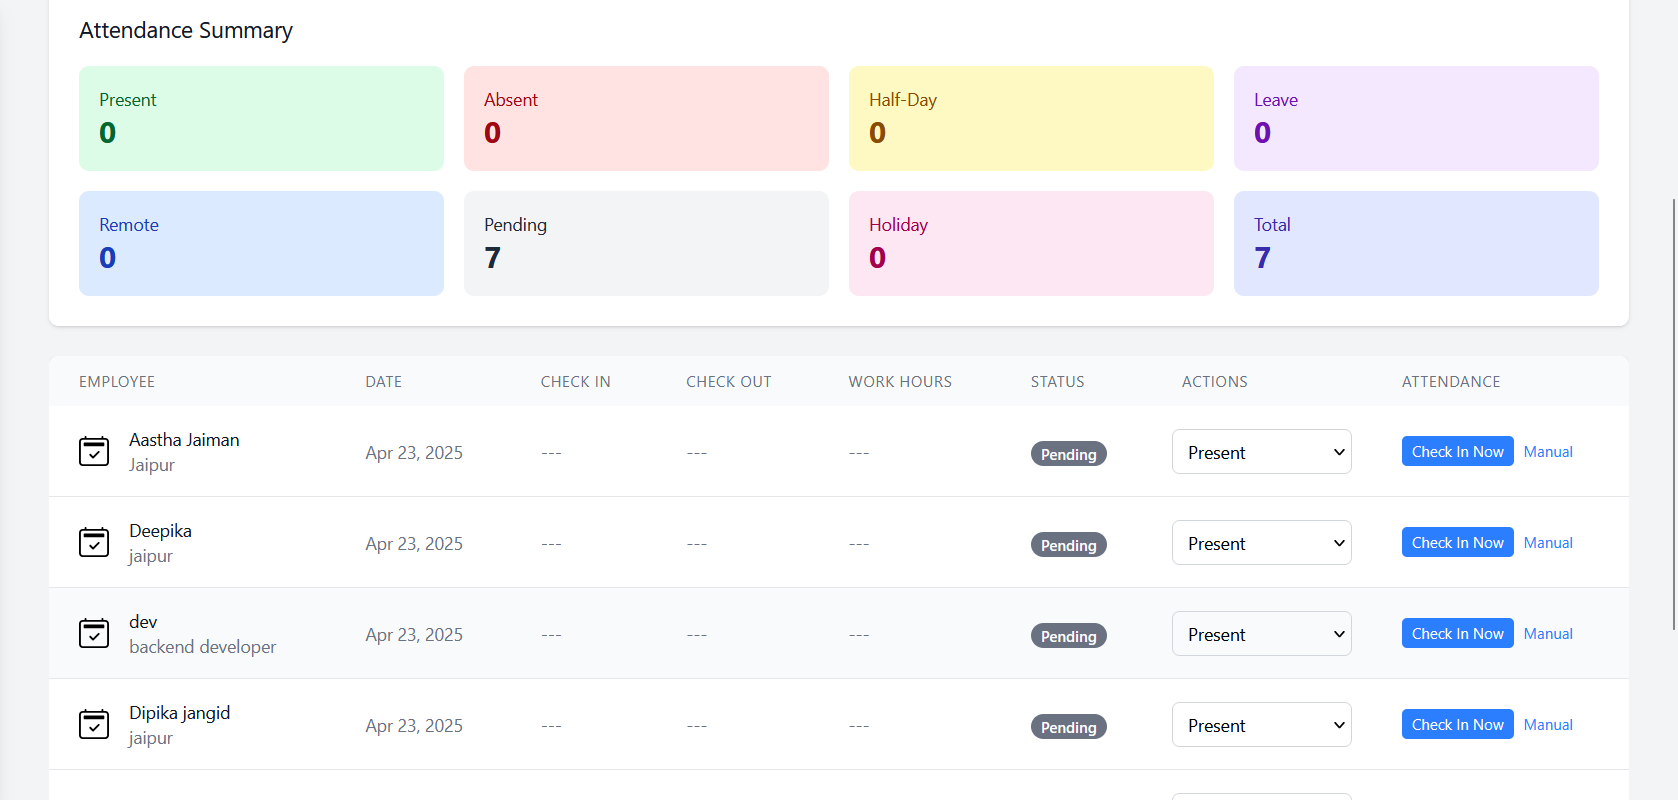 Attendance Summary
Present
0
Absent
0
Half-Day
0
Leave
0
Remote
0
Pending
7
Holiday
0
Total
7
EMPLOYEE DATE CHECK IN CHECK OUT WORK HOURS STATUS ACTIONS ATTENDANCE
Aastha Jaiman
Jaipur
Apr 23, 2025 --- --- --- Pending Present Check In Now Manual
Deepika
jaipur
Apr 23, 2025 --- --- --- Pending Present Check In Now Manual
dev
backend developer
Apr 23, 2025 --- --- --- Pending Present Check In Now Manual
Dipika jangid
jaipur
Apr 23, 2025 --- --- --- Pending Present Check In Now Manual